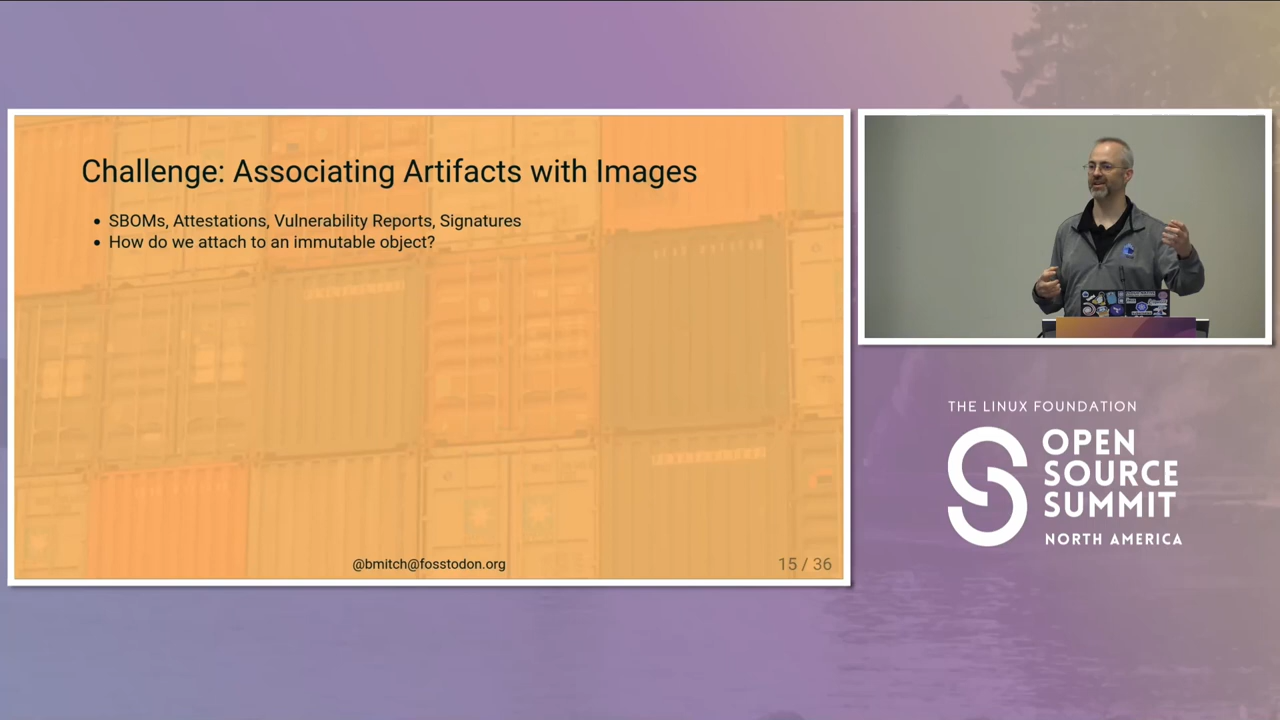 Challenge: Associating Artifacts with Images
• SBOMs, Attestations, Vulnerability Reports, Signatures
• How do we attach to an immutable object?
@bmitch@fosstodon.org
15 / 36
THE LINUX FOUNDATION
OPEN
SOURCE
SUMMIT
NORTH AMERICA